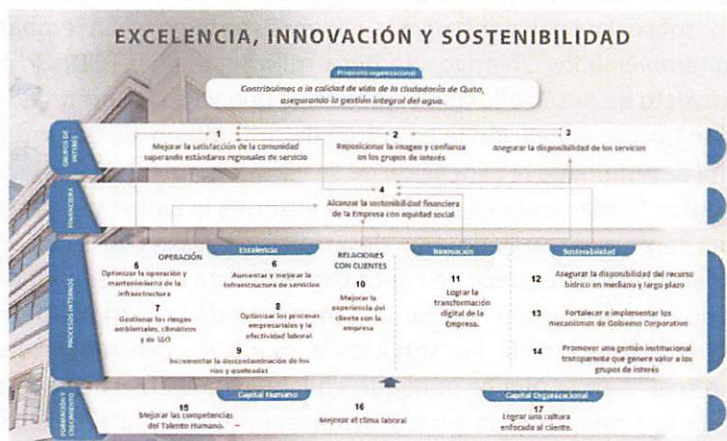 EXCELENCIA, INNOVACIÓN Y SOSTENIBILIDAD
Propósito organizacional
Contribuimos a la calidad de vida de la ciudadanía de Quito,
asegurando la gestión integral del agua.
GRUPOS DE
INTERÉS
1
Mejorar la satisfacción de la comunidad
superando estándares regionales de servicio
2
Reposicionar la imagen y confianza
en los grupos de interés
3
Asegurar la disponibilidad de los servicios
FINANCIERA
4
Alcanzar la sostenibilidad financiera
de la Empresa con equidad social
PROCESOS INTERNOS
Excelencia
OPERACIÓN
5
Optimizar la operación y
mantenimiento de la
infraestructura
6
Aumentar y mejorar la
infraestructura de servicios
7
Gestionar los riesgos
ambientales, climáticos
y de SSO
8
Optimizar los procesos
empresariales y la
efectividad laboral
9
Incrementar la descontaminación de los
ríos y quebradas
RELACIONES
CON CLIENTES
10
Mejorar la
experiencia del
cliente con la
empresa
Innovación
11
Lograr la
transformación
digital de la
Empresa.
Sostenibilidad
12 Asegurar la disponibilidad del recurso
hídrico en mediano y largo plazo
13 Fortalecer e implementar los
mecanismos de Gobierno Corporativo
14 Promover una gestión institucional
transparente que genere valor a los
grupos de interés
FORMACIÓN Y
CRECIMIENTO
Capital Humano
15
Mejorar las competencias
del Talento Humano.
16
Mejorar el clima laboral
Capital Organizacional
17
Lograr una cultura
enfocada al cliente.